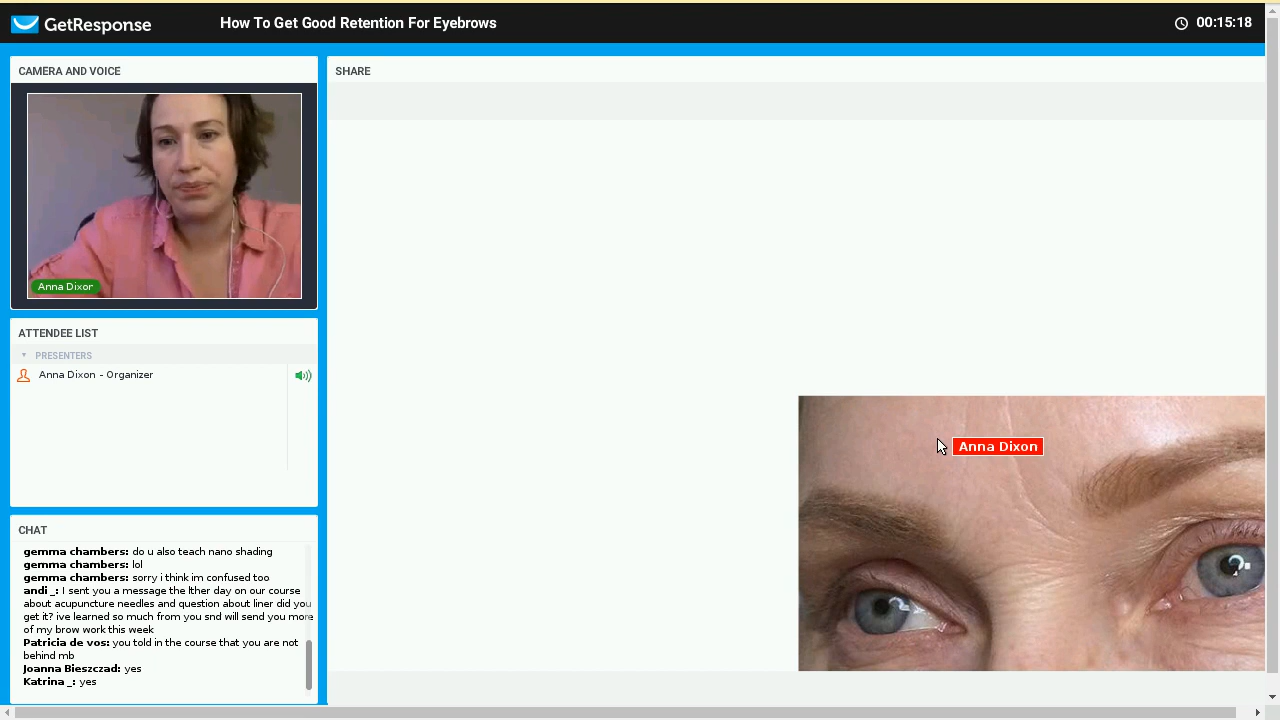 GetResponse
How To Get Good Retention For Eyebrows
00:15:18
CAMERA AND VOICE
Anna Dixon
ATTENDEE LIST
PRESENTERS
Anna Dixon - Organizer
CHAT
gemma chambers: do u also teach nano shading
gemma chambers: lol
gemma chambers: sorry i think im confused too
andi _: I sent you a message the lther day on our course
about acupuncture needles and question about liner did you
get it? ive learned so much from you snd will send you more
of my brow work this week
Patricia de vos: you told in the course that you are not
behind mb
Joanna Bieszczad: yes
Katrina _: yes
SHARE
Anna Dixon